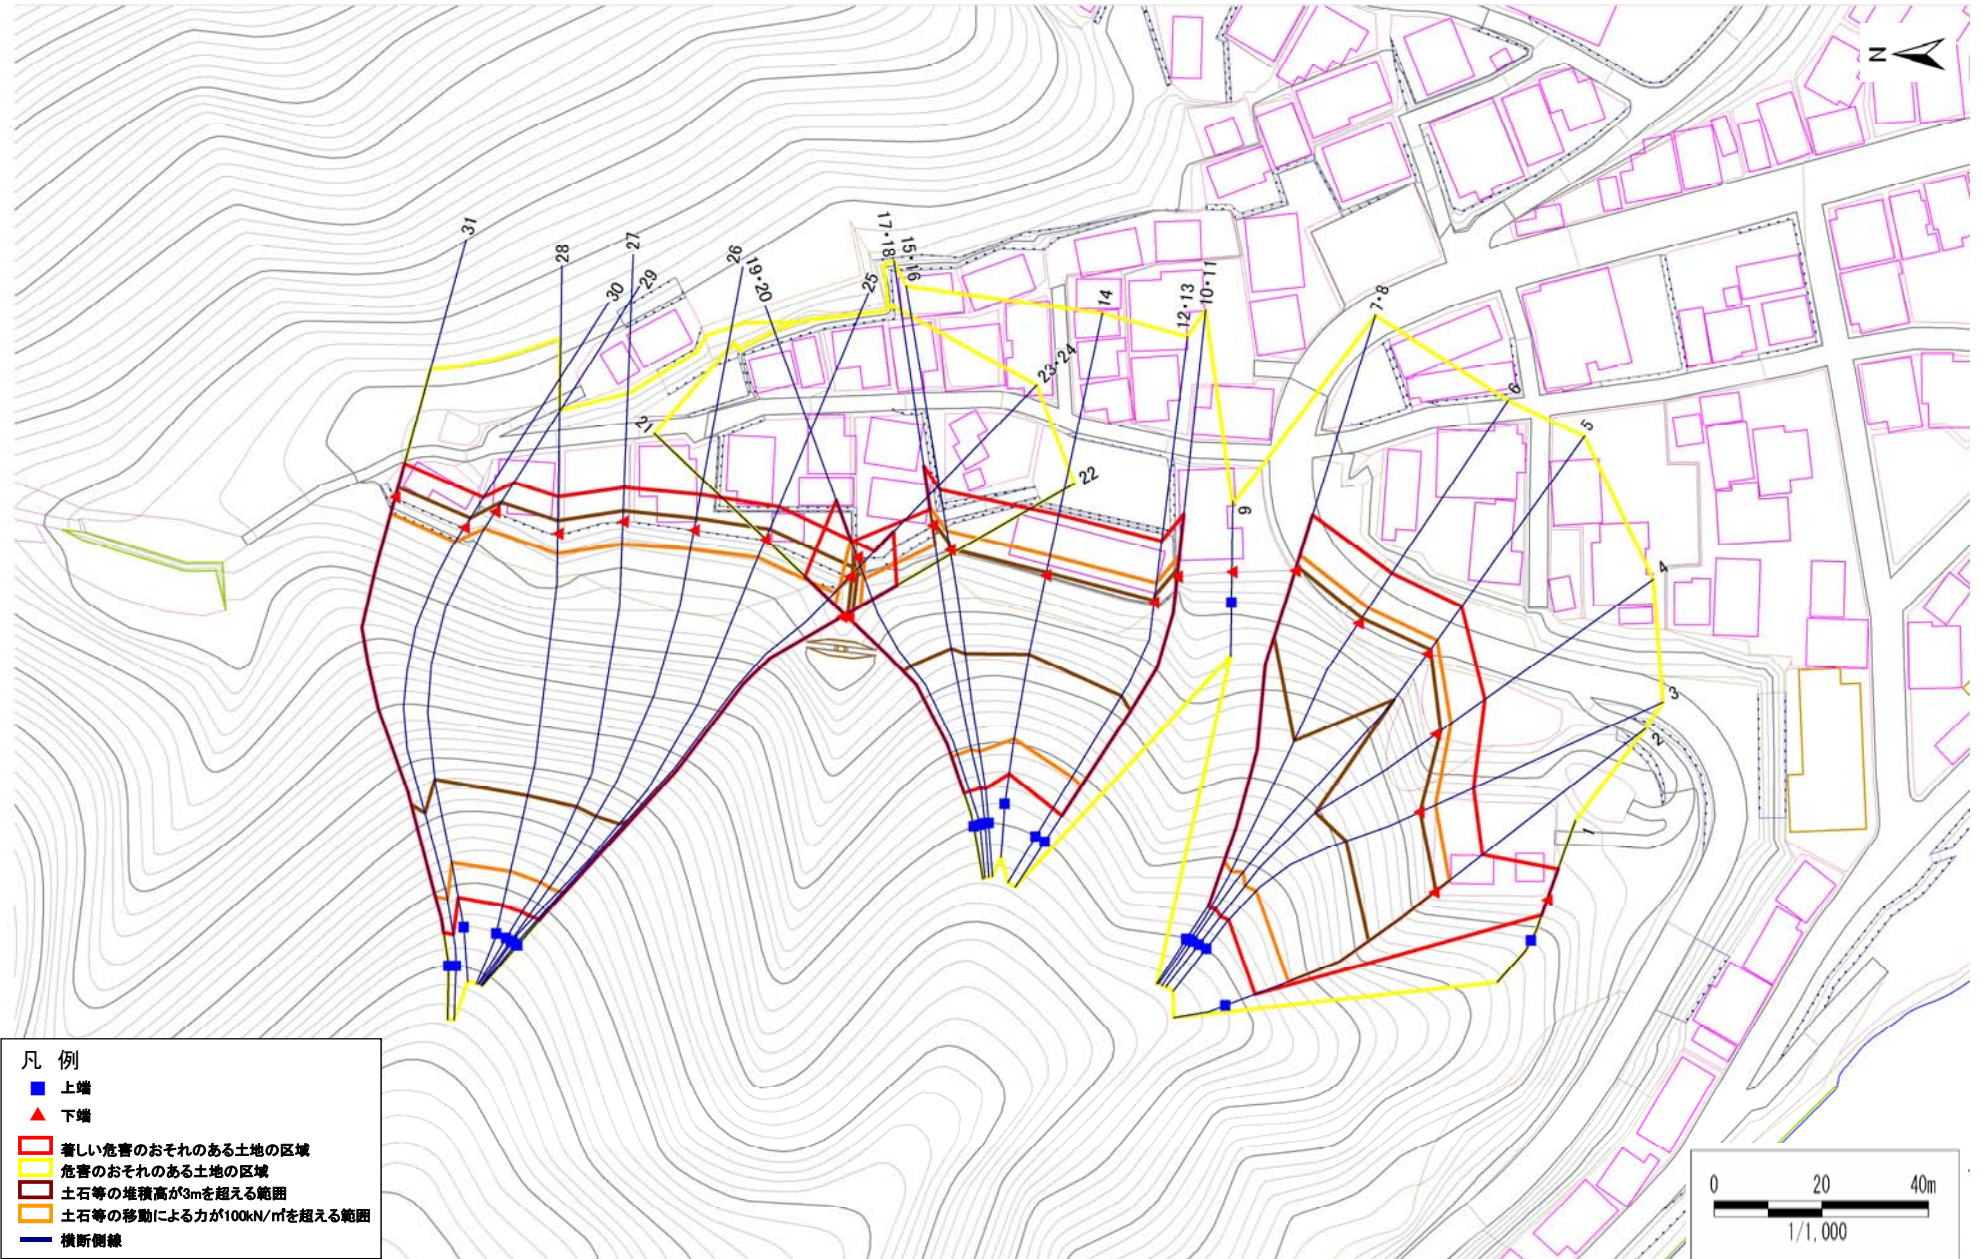 N
31
28
27
26
19・20
17・18
15・16
25
30
29
14
12・13
10・11
7・8
23・24
21
22
6
5
9
4
3
2
1
凡 例
上端
下端
著しい危害のおそれのある土地の区域
危害のおそれのある土地の区域
土石等の堆積高が3mを超える範囲
土石等の移動による力が100kN/㎡を超える範囲
横断側線
0 20 40m
1/1,000